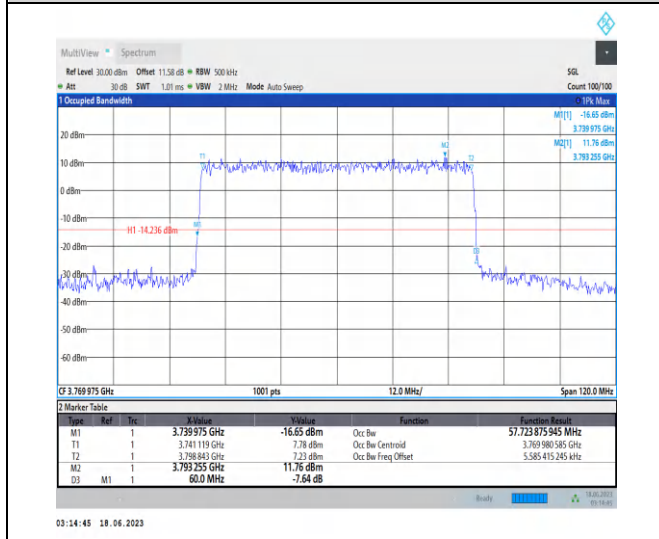 MultiView Spectrum
Ref Level 30.00 dBm Offset 11.58 dB RBW 500 kHz SGL
Att 30 dB SWT 1.01 ms VBW 2 MHz Mode Auto Sweep Count 100/100
1 Occupied Bandwidth 1Pk Max
M1[1] -16.65 dBm
3.739 975 GHz
M2[1] 11.76 dBm
3.793 255 GHz
20 dBm
M2
T1
T2
10 dBm
0 dBm
-10 dBm
M1
H1 -14.236 dBm
-20 dBm
D3
-30 dBm
-40 dBm
-50 dBm
-60 dBm
CF 3.769 975 GHz 1001 pts 12.0 MHz/ Span 120.0 MHz
2 Marker Table
Type Ref Trc X-Value Y-Value Function Function Result
M1 1 3.739 975 GHz -16.65 dBm Occ Bw 57.723 875 945 MHz
T1 1 3.741 119 GHz 7.78 dBm Occ Bw Centroid 3.769 980 585 GHz
T2 1 3.798 843 GHz 7.23 dBm Occ Bw Freq Offset 5.585 415 245 kHz
M2 1 3.793 255 GHz 11.76 dBm
D3 M1 1 60.0 MHz -7.64 dB
Ready 18.06.2023
03:14:45
03:14:45 18.06.2023